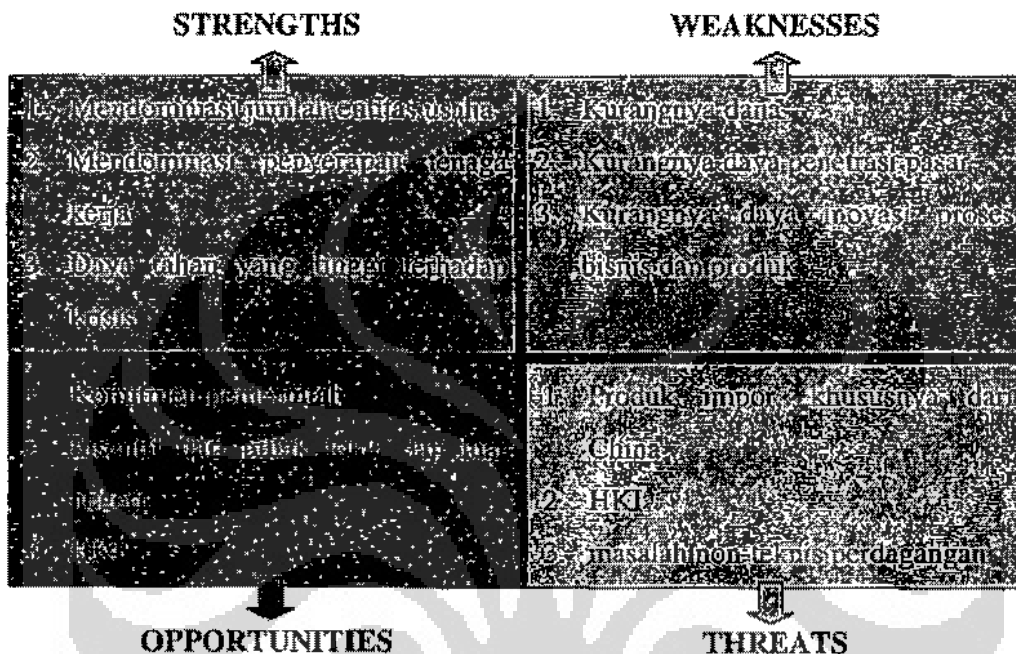 STRENGTHS
WEAKNESSES
1. Mendominasi jumlah entitas usaha
2. Mendominasi penyerapan tenaga
kerja
3. Daya tahan yang tinggi terhadap
krisis
1. Kurangnya dana
2. Kurangnya daya penetrasi pasar
3. Kurangnya daya inovasi proses
bisnis dan produk
Komitmen pemerintah
pihak
1. Produk impor khususnya dari
China
2. HKI
3. masalah non-teknis perdagangan
OPPORTUNITIES
THREATS